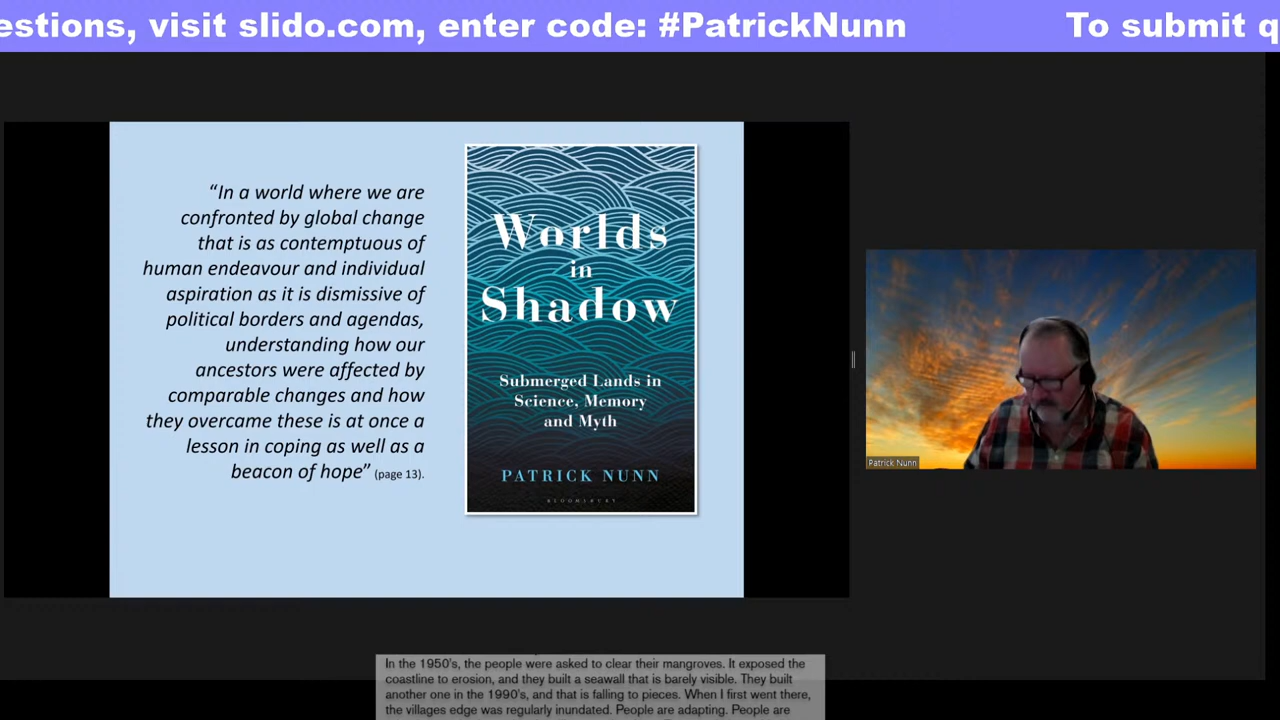 estions, visit slido.com, enter code: #PatrickNunn To submit q
“In a world where we are
confronted by global change
that is as contemptuous of
human endeavour and individual
aspiration as it is dismissive of
political borders and agendas,
understanding how our
ancestors were affected by
comparable changes and how
they overcame these is at once a
lesson in coping as well as a
beacon of hope” (page 13).
Worlds
in
Shadow
Submerged Lands in
Science, Memory
and Myth
PATRICK NUNN
BLOOMSBURY
Patrick Nunn
In the 1950's, the people were asked to clear their mangroves. It exposed the
coastline to erosion, and they built a seawall that is barely visible. They built
another one in the 1990's, and that is falling to pieces. When I first went there,
the villages edge was regularly inundated. People are adapting. People are